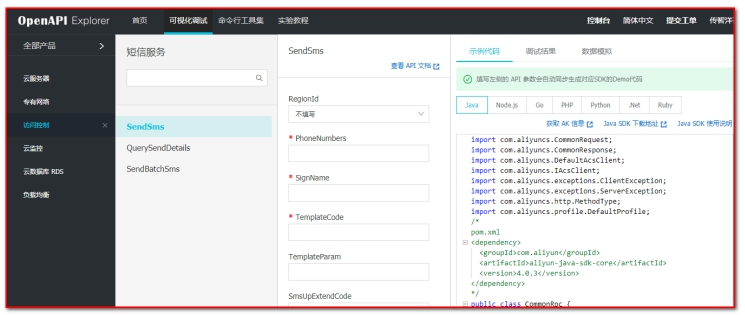 OpenAPI Explorer 首页 可视化调试 命令行工具集 实验教程 控制台 简体中文 提交工单 传智洋
全部产品 >
云服务器
专有网络
访问控制 ×
云监控
云数据库 RDS
负载均衡
短信服务
SendSms
QuerySendDetails
SendBatchSms
SendSms
查看 API 文档
RegionId
不填写
* PhoneNumbers
* SignName
* TemplateCode
TemplateParam
SmsUpExtendCode
示例代码 调试结果 数据模拟
填写左侧的 API 参数会自动同步生成对应SDK的Demo代码
Java Node.js Go PHP Python .Net Ruby
获取 AK 信息 Java SDK 下载地址 Java SDK 使用说明
import com.aliyuncs.CommonRequest;
import com.aliyuncs.CommonResponse;
import com.aliyuncs.DefaultAcsClient;
import com.aliyuncs.IAcsClient;
import com.aliyuncs.exceptions.ClientException;
import com.aliyuncs.exceptions.ServerException;
import com.aliyuncs.http.MethodType;
import com.aliyuncs.profile.DefaultProfile;
/*
pom.xml
<dependency>
<groupId>com.aliyun</groupId>
<artifactId>aliyun-java-sdk-core</artifactId>
<version>4.0.3</version>
</dependency>
*/
public class CommonRpc {